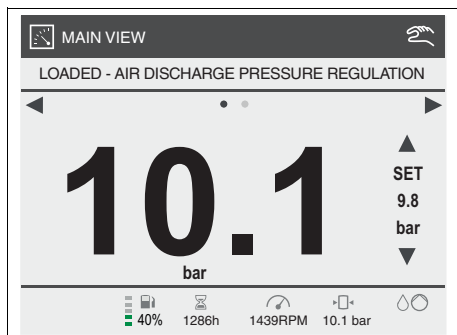 MAIN VIEW
LOADED - AIR DISCHARGE PRESSURE REGULATION
10.1
bar
SET
9.8
bar
40% 1286h 1439RPM 10.1 bar